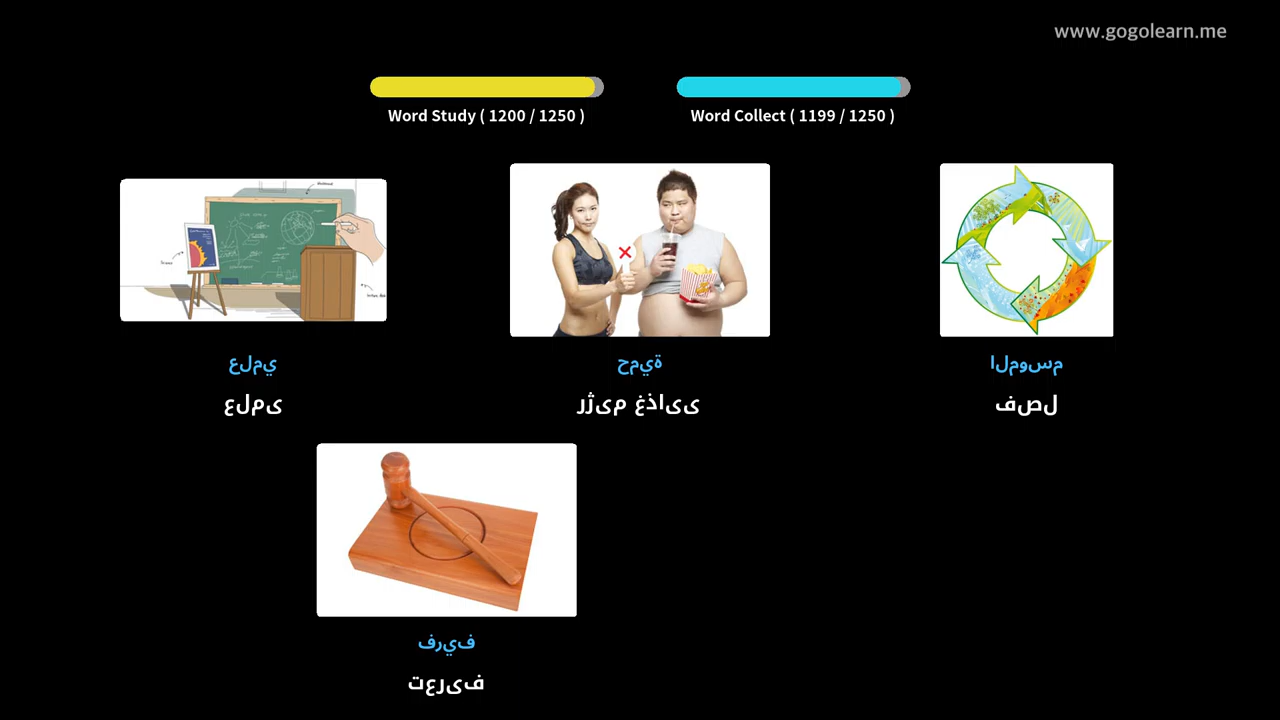 www.gogolearn.me
Word Study ( 1200 / 1250 )
Word Collect ( 1199 / 1250 )
علمي
علمی
حمية
رژیم غذایی
الموسم
فصل
فريف
تعریف